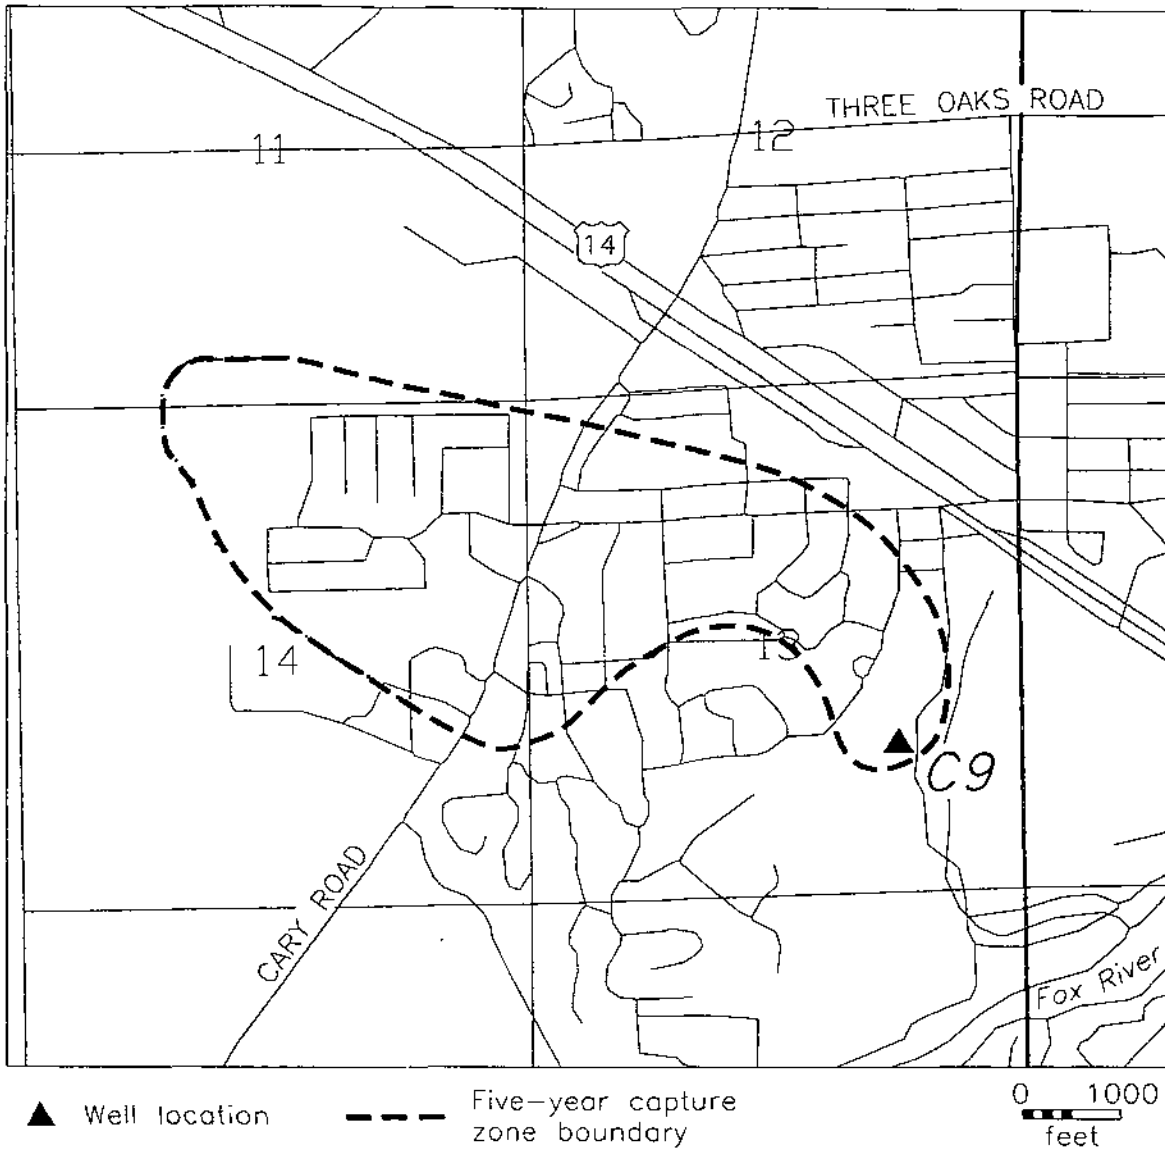 THREE OAKS ROAD
11
12
14
14
13
C9
CARY ROAD
Fox River
Well location
Five-year capture
zone boundary
0 1000
feet